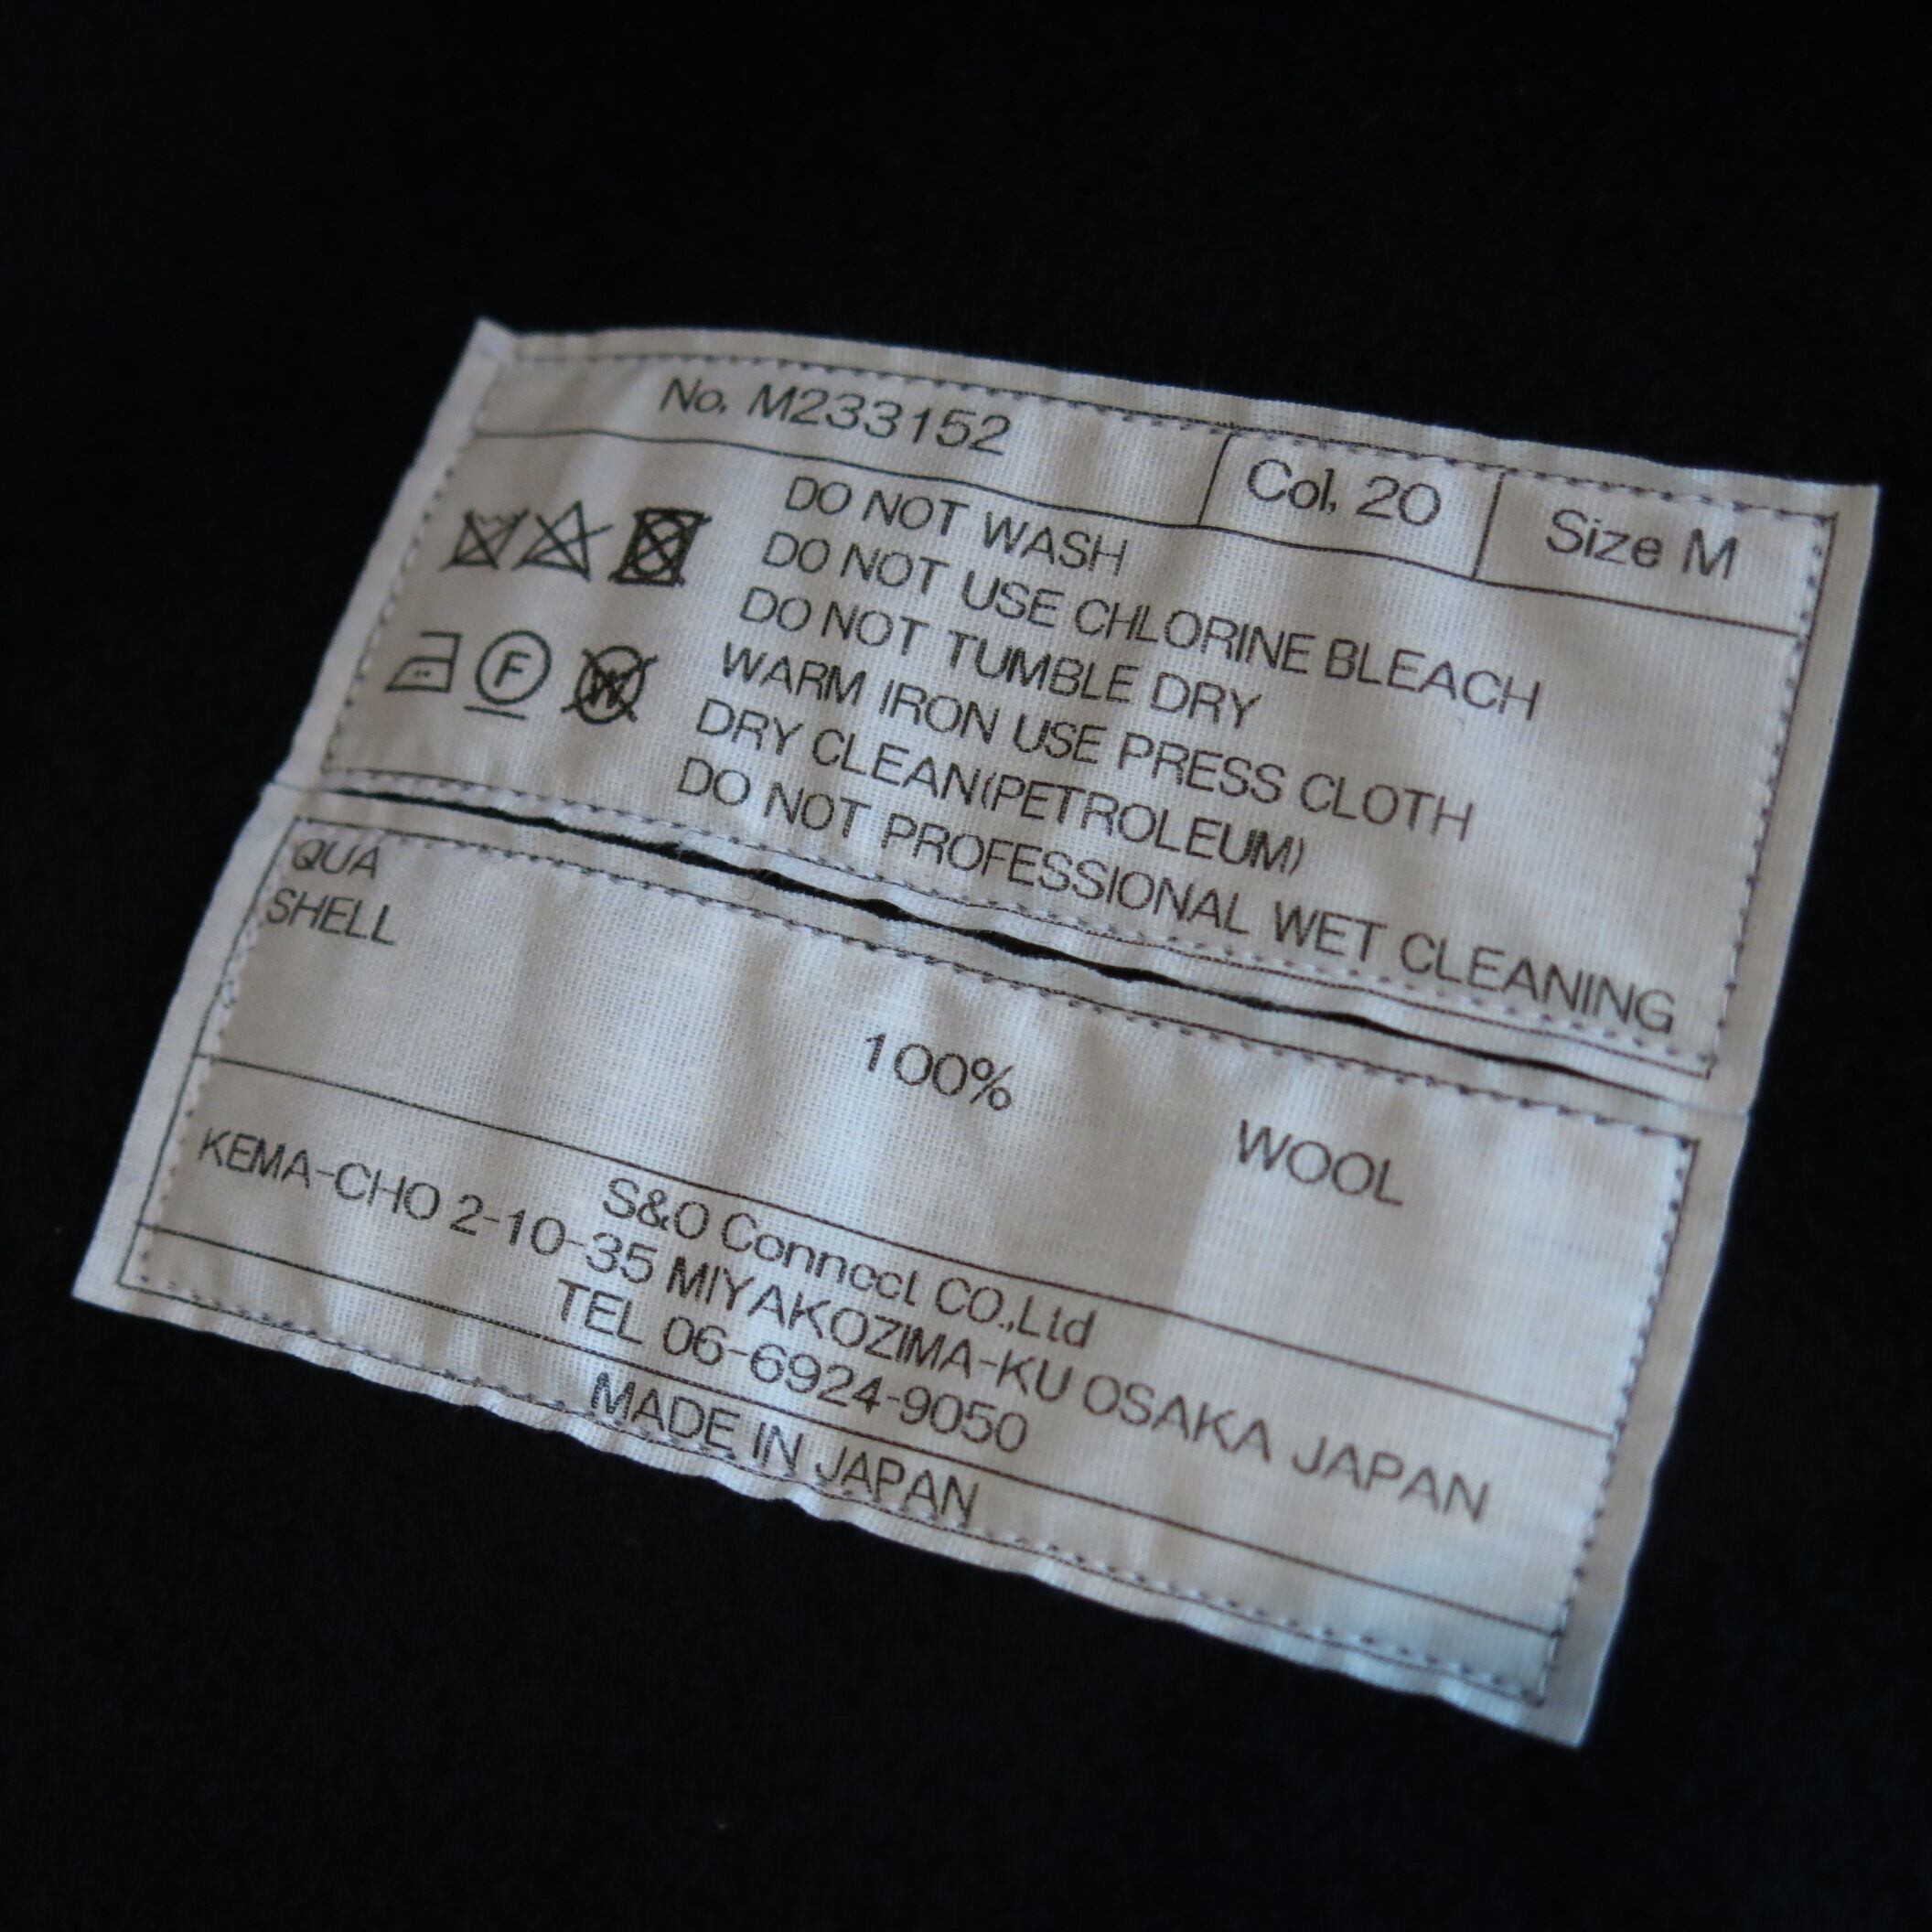 No. M233152 Col. 20 Size M
DO NOT WASH
DO NOT USE CHLORINE BLEACH
DO NOT TUMBLE DRY
WARM IRON USE PRESS CLOTH
DRY CLEAN(PETROLEUM)
DO NOT PROFESSIONAL WET CLEANING
F W
QUA
SHELL
100% WOOL
S&O Connect CO.,Ltd
KEMA-CHO 2-10-35 MIYAKOZIMA-KU OSAKA JAPAN
TEL 06-6924-9050
MADE IN JAPAN